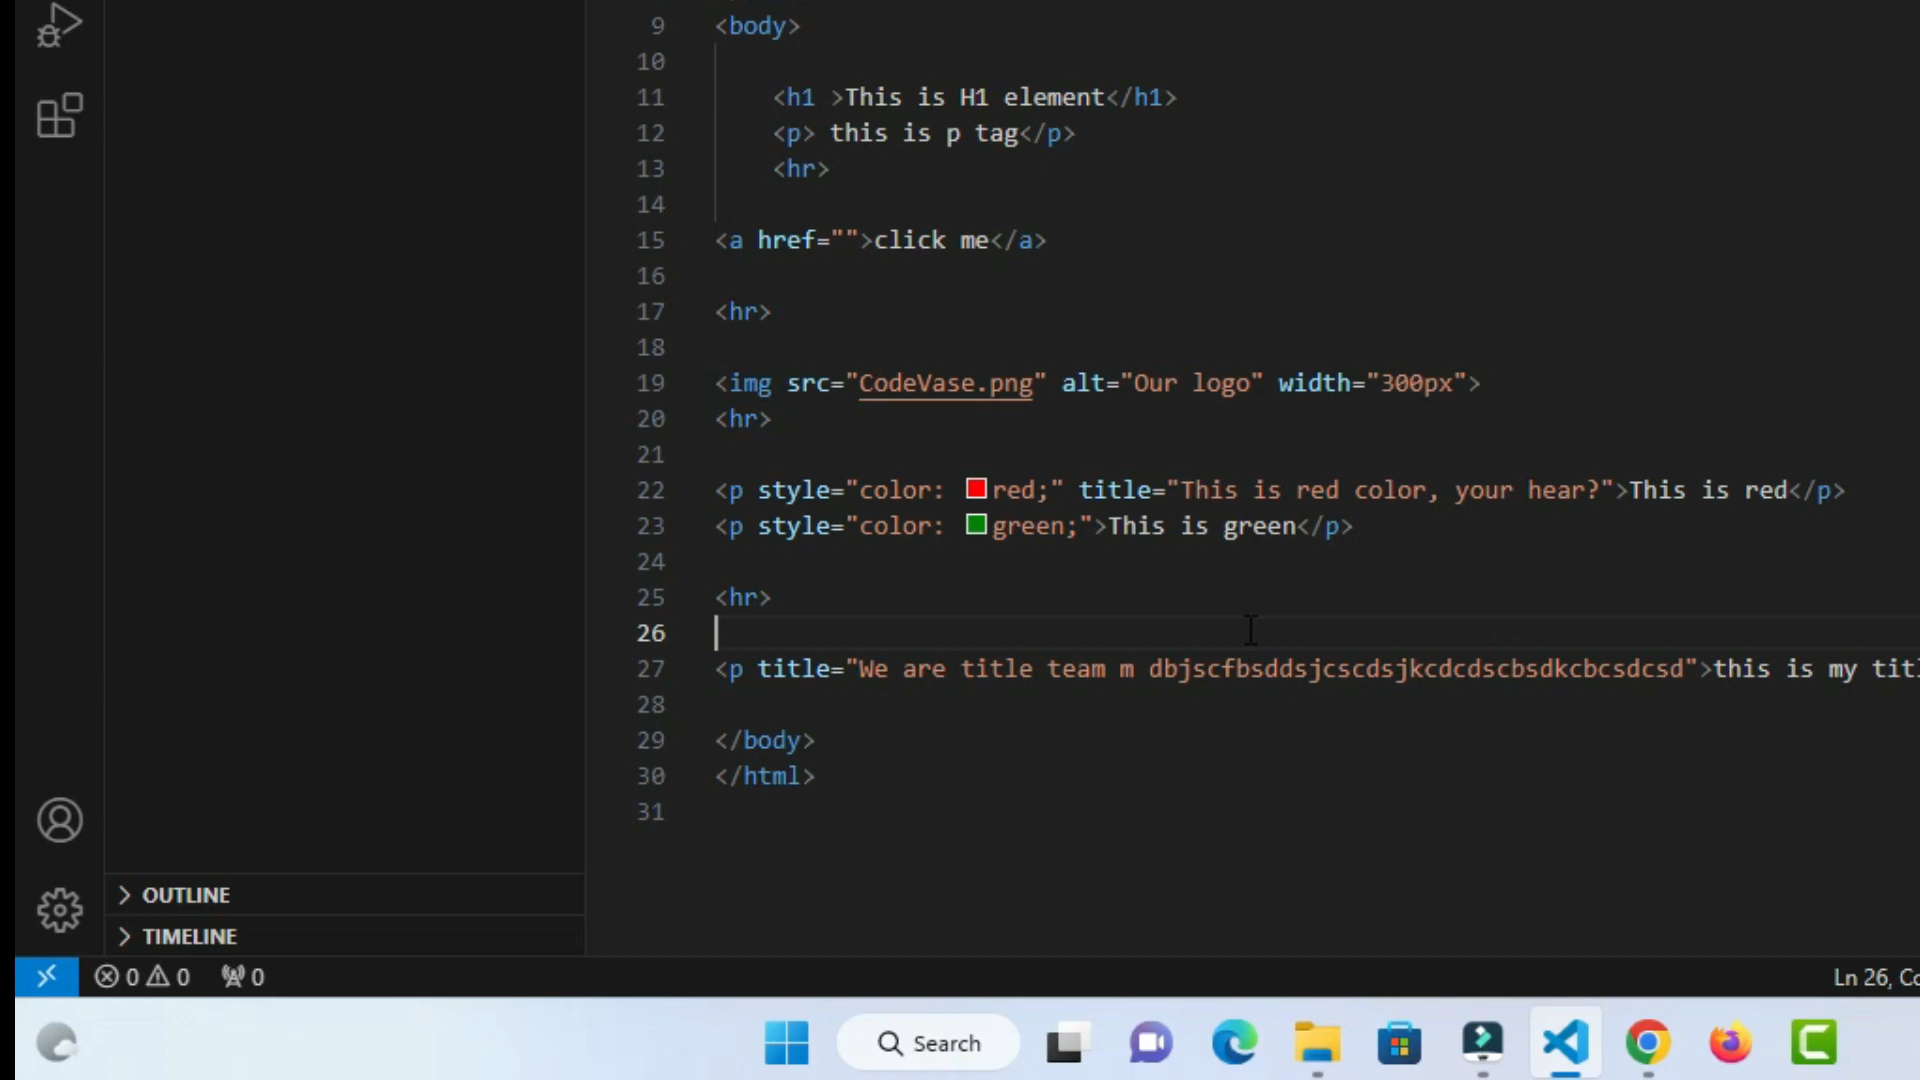 9 <body>
10
11 <h1 >This is H1 element</h1>
12 <p> this is p tag</p>
13 <hr>
14
15 <a href="">click me</a>
16
17 <hr>
18
19 <img src="CodeVase.png" alt="Our logo" width="300px">
20 <hr>
21
22 <p style="color: red;" title="This is red color, your hear?">This is red</p>
23 <p style="color: green;">This is green</p>
24
25 <hr>
26
27 <p title="We are title team m dbjscfbsddsjcscdsjkcdcdscbsdkcbcsdcsd">this is my titl
28
29 </body>
30 </html>
31
OUTLINE
TIMELINE
0 0 0
Ln 26, Co
Search